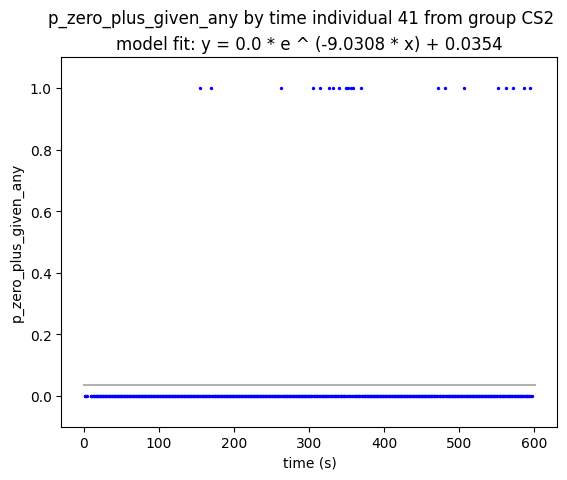 p_zero_plus_given_any by time individual 41 from group CS2
model fit: y = 0.0 * e ^ (-9.0308 * x) + 0.0354
1.0
0.8
0.6
0.4
0.2
0.0
p_zero_plus_given_any
0 100 200 300 400 500 600
time (s)